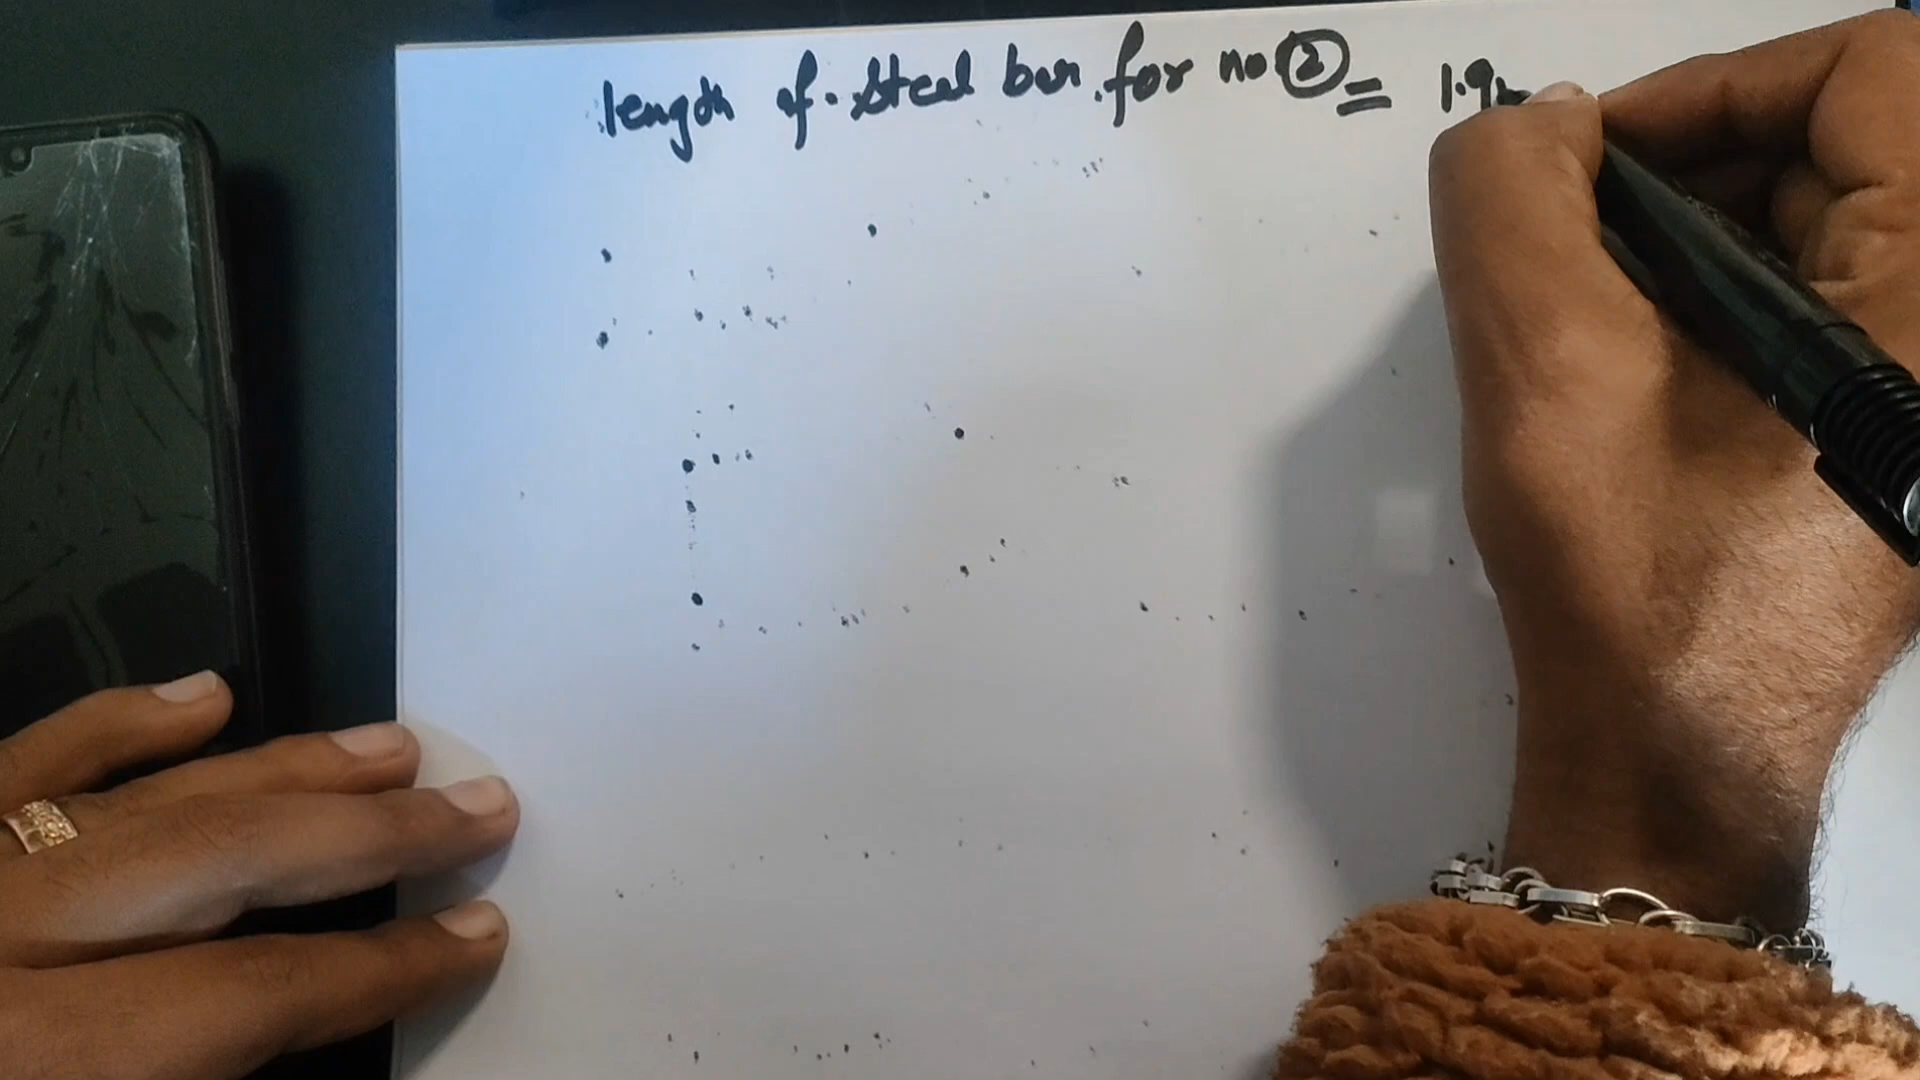 length of steel bar for no ② = 1.9